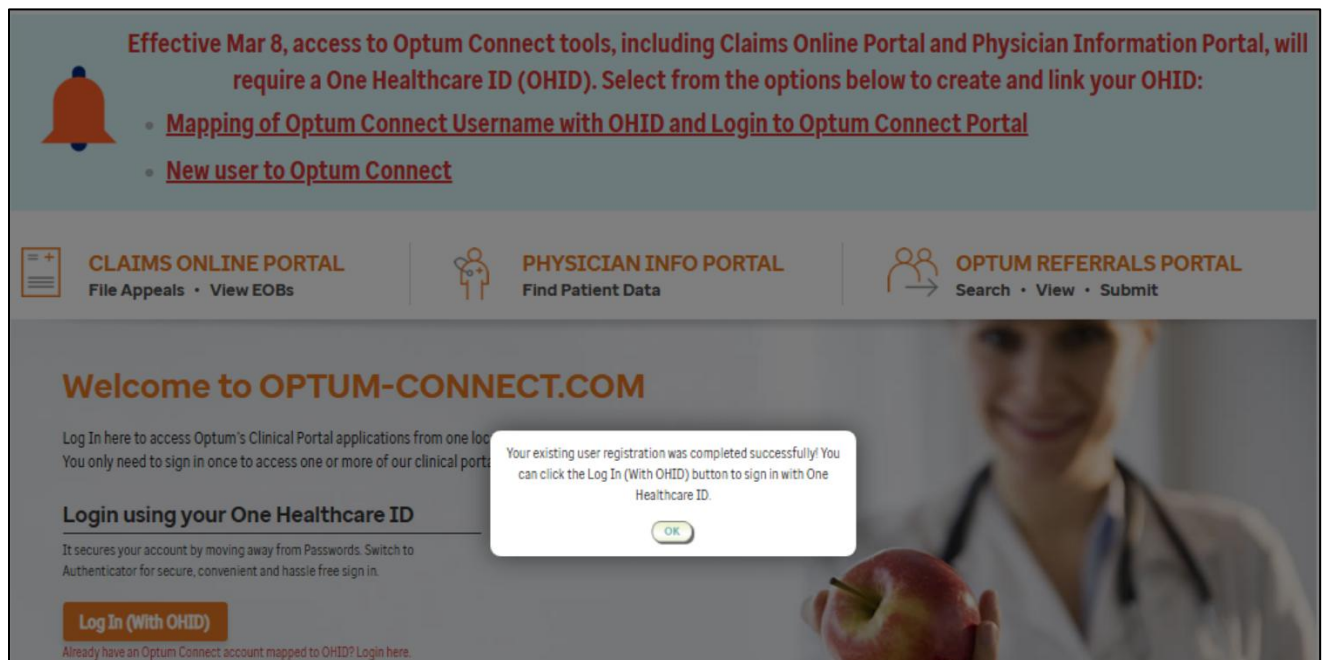 Effective Mar 8, access to Optum Connect tools, including Claims Online Portal and Physician Information Portal, will
require a One Healthcare ID (OHID). Select from the options below to create and link your OHID:
• Mapping of Optum Connect Username with OHID and Login to Optum Connect Portal
• New user to Optum Connect
CLAIMS ONLINE PORTAL
File Appeals • View EOBs
PHYSICIAN INFO PORTAL
Find Patient Data
OPTUM REFERRALS PORTAL
Search • View • Submit
Welcome to OPTUM-CONNECT.COM
Log In here to access Optum's Clinical Portal applications from one
You only need to sign in once to access one or more of our clinical
Your existing user registration was completed successfully! You
can click the Log In (With OHID) button to sign in with One
Healthcare ID.
OK
Login using your One Healthcare ID
It secures your account by moving away from Passwords. Switch to
Authenticator for secure, convenient and hassle free sign in.
Log In (With OHID)
Already have an Optum Connect account mapped to OHID? Login here.